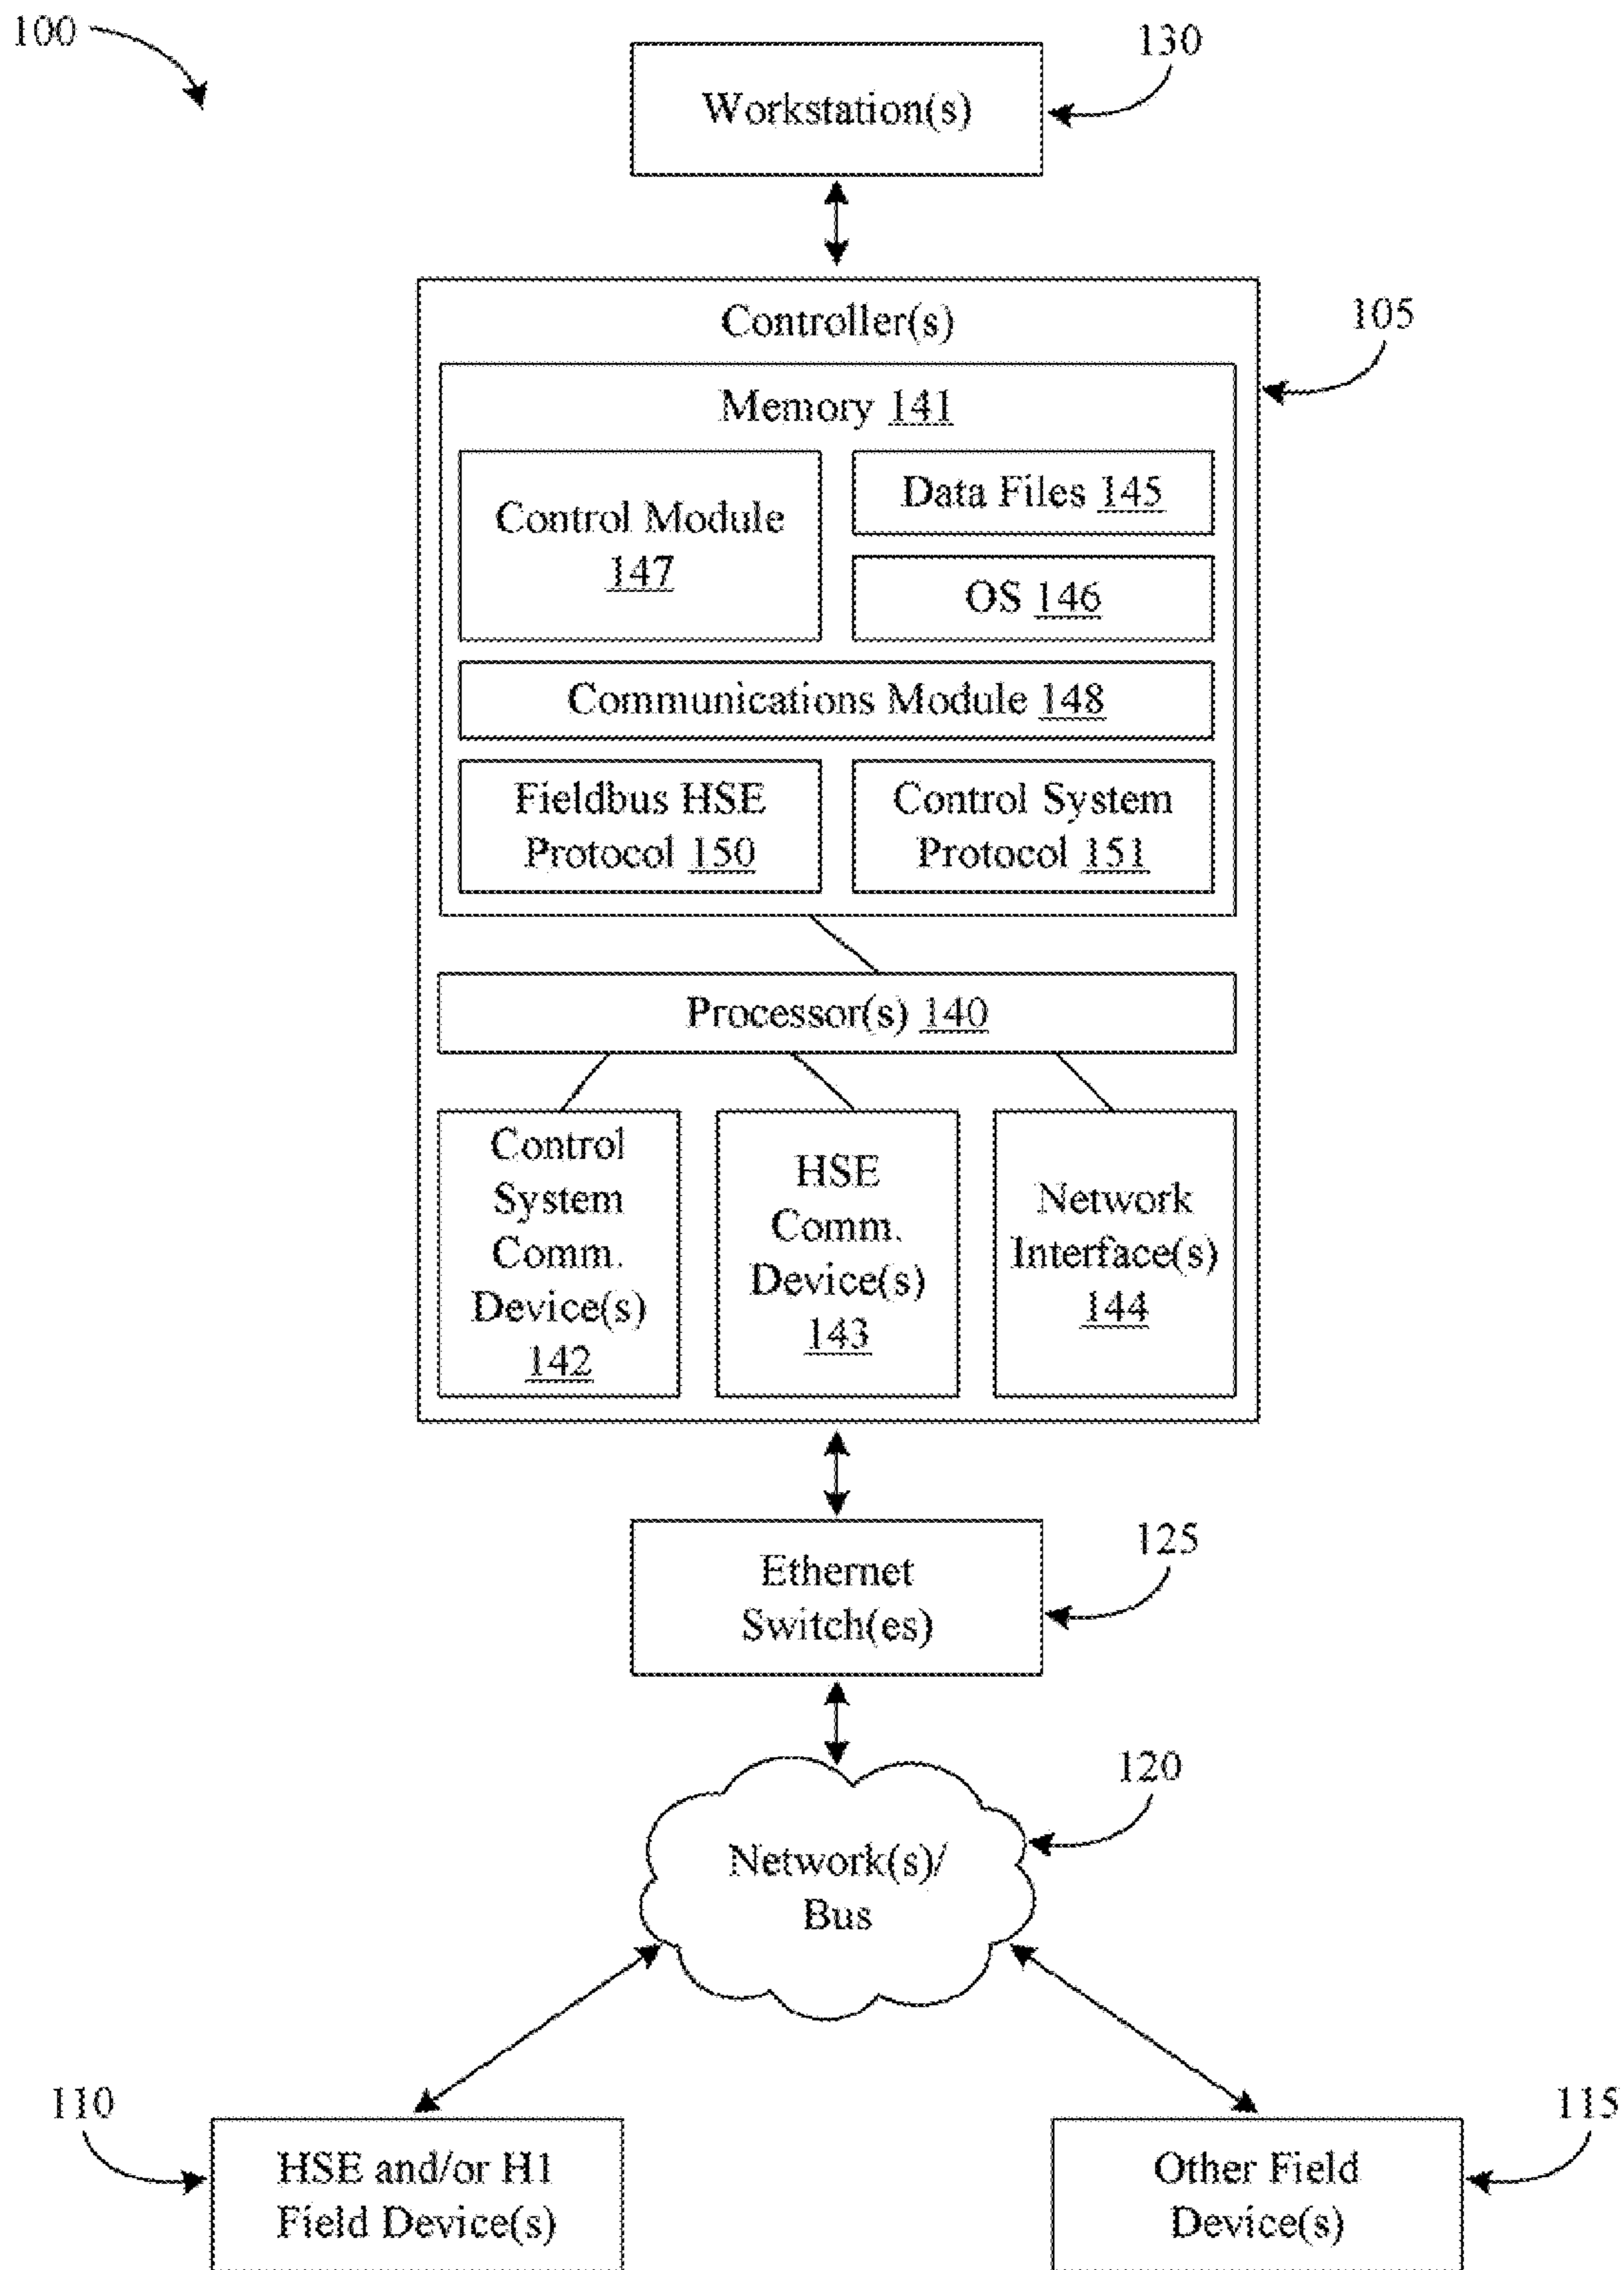 100
130
Workstation(s)
Controller(s)
105
Memory 141
Control Module
147
Data Files 145
OS 146
Communications Module 148
Fieldbus HSE
Protocol 150
Control System
Protocol 151
Processor(s) 140
Control
System
Comm.
Device(s)
142
HSE
Comm.
Device(s)
143
Network
Interface(s)
144
Ethernet
Switch(es)
125
120
Network(s)/
Bus
110
HSE and/or H1
Field Device(s)
115
Other Field
Device(s)